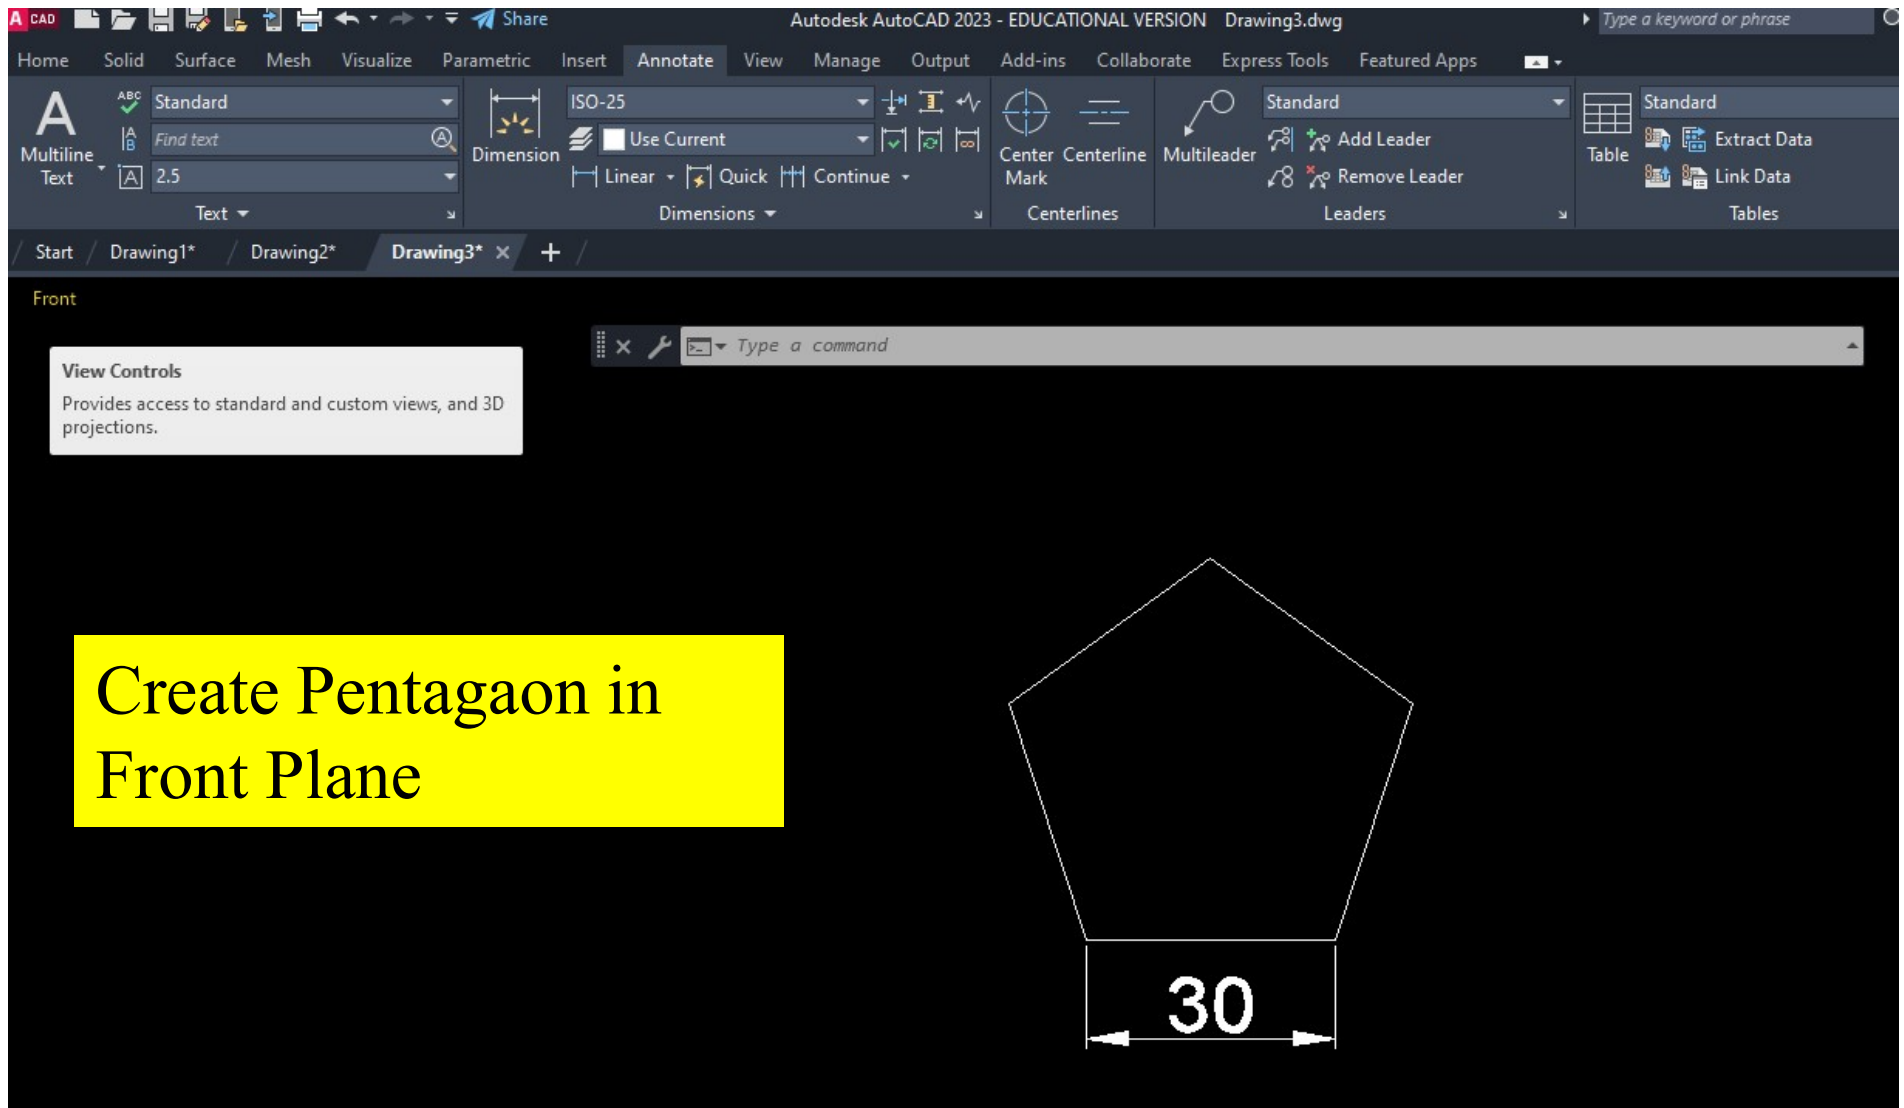 A CAD Share Autodesk AutoCAD 2023 - EDUCATIONAL VERSION Drawing3.dwg Type a keyword or phrase
Home Solid Surface Mesh Visualize Parametric Insert Annotate View Manage Output Add-ins Collaborate Express Tools Featured Apps
A
Multiline
Text
ABC Standard
A
B Find text
A 2.5
Text
Dimension
ISO-25
Use Current
Linear Quick Continue
Dimensions
Center
Mark
Centerline
Centerlines
Multileader
Standard
Add Leader
Remove Leader
Leaders
Table
Standard
Extract Data
Link Data
Tables
Start Drawing1* Drawing2* Drawing3*
Front
Type a command
View Controls
Provides access to standard and custom views, and 3D
projections.
Create Pentagaon in
Front Plane
30